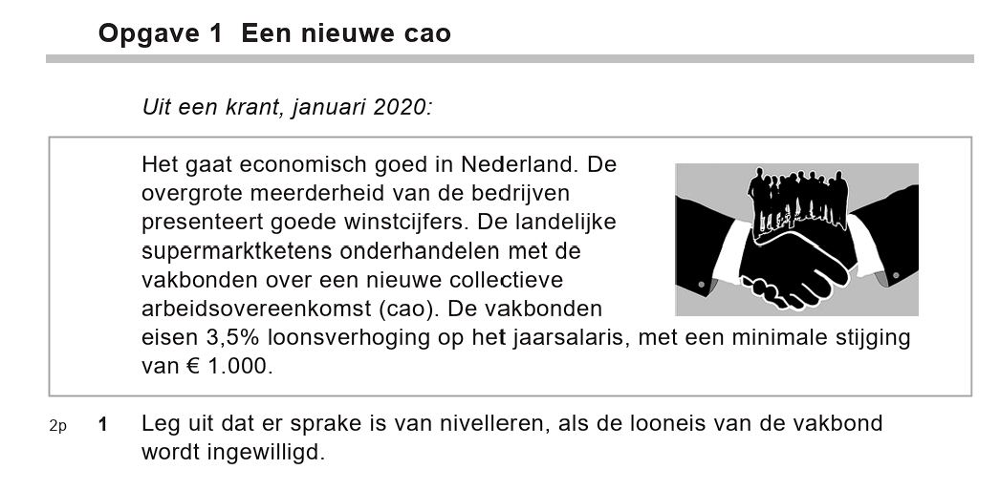 Opgave 1 Een nieuwe cao
Uit een krant, januari 2020:
Het gaat economisch goed in Nederland. De
overgrote meerderheid van de bedrijven
presenteert goede winstcijfers. De landelijke
supermarktketens onderhandelen met de
vakbonden over een nieuwe collectieve
arbeidsovereenkomst (cao). De vakbonden
eisen 3,5% loonsverhoging op het jaarsalaris, met een minimale stijging
van € 1.000.
2p 1 Leg uit dat er sprake is van nivelleren, als de looneis van de vakbond
wordt ingewilligd.